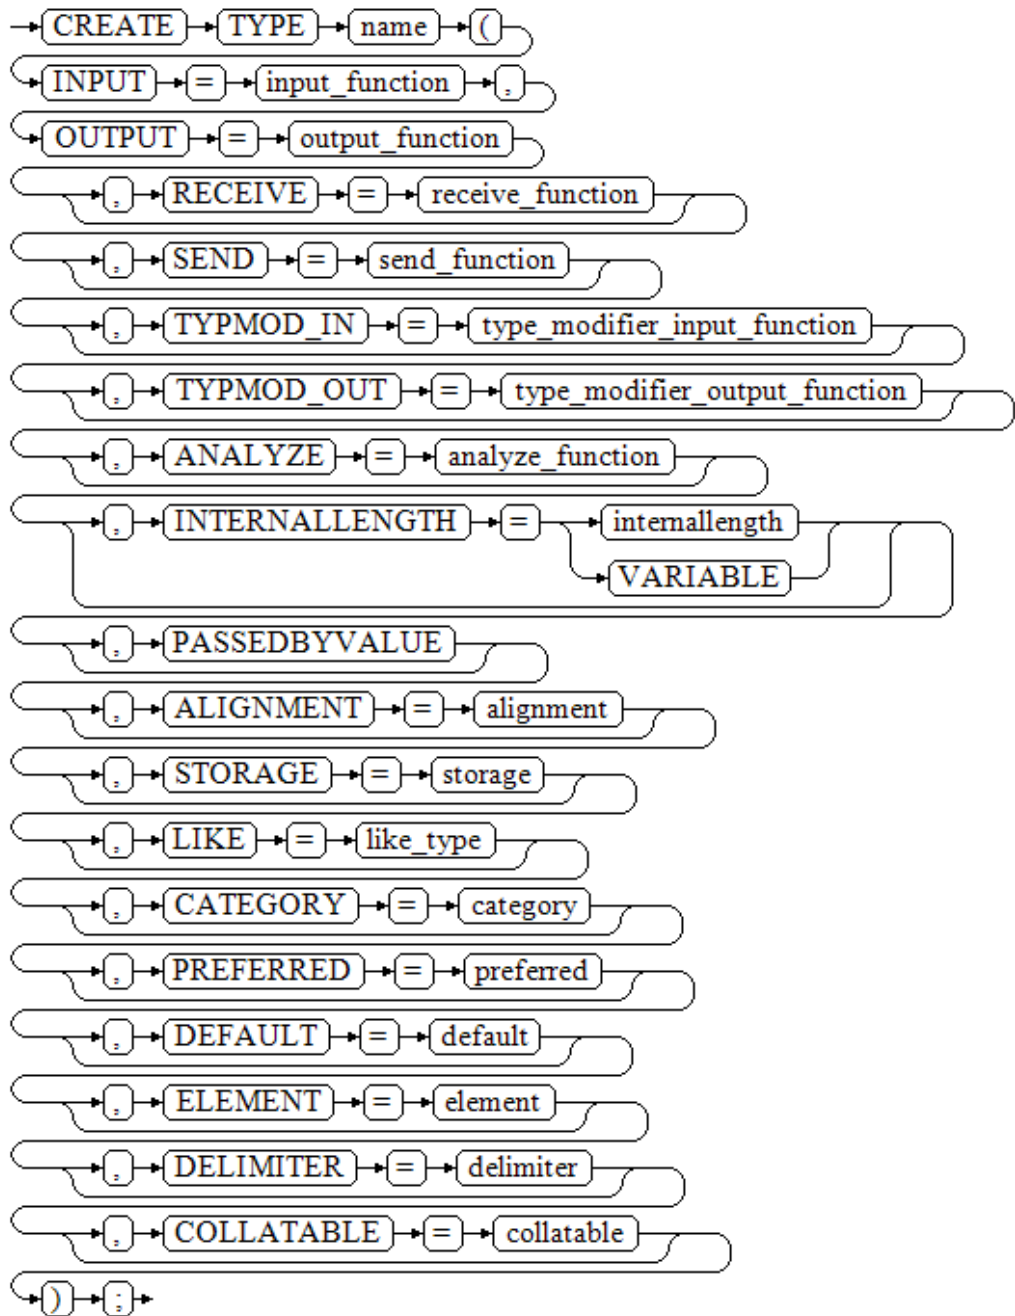 CREATE TYPE name (
INPUT = input_function ,
OUTPUT = output_function
, RECEIVE = receive_function
, SEND = send_function
, TYPMOD_IN = type_modifier_input_function
, TYPMOD_OUT = type_modifier_output_function
, ANALYZE = analyze_function
, INTERNALLENGTH = internallength
VARIABLE
, PASSEDBYVALUE
, ALIGNMENT = alignment
, STORAGE = storage
, LIKE = like_type
, CATEGORY = category
, PREFERRED = preferred
, DEFAULT = default
, ELEMENT = element
, DELIMITER = delimiter
, COLLATABLE = collatable
) ;